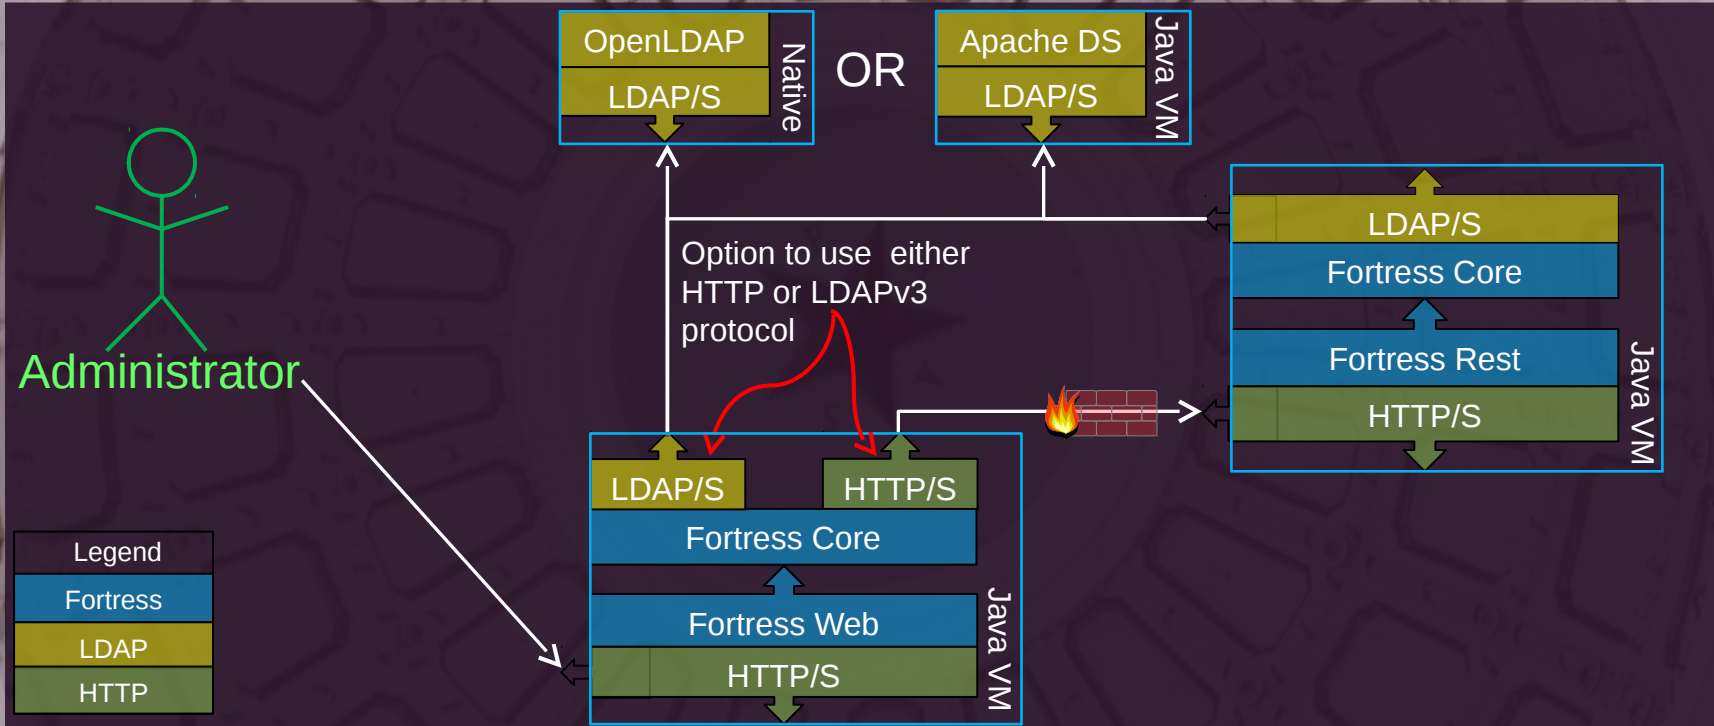 OpenLDAP
LDAP/S
Native
OR
Apache DS
LDAP/S
Java VM
LDAP/S
Fortress Core
Fortress Rest
HTTP/S
Java VM
Option to use  either
HTTP or LDAPv3
protocol
Administrator
LDAP/S
HTTP/S
Fortress Core
Fortress Web
HTTP/S
Java VM
Legend
Fortress
LDAP
HTTP